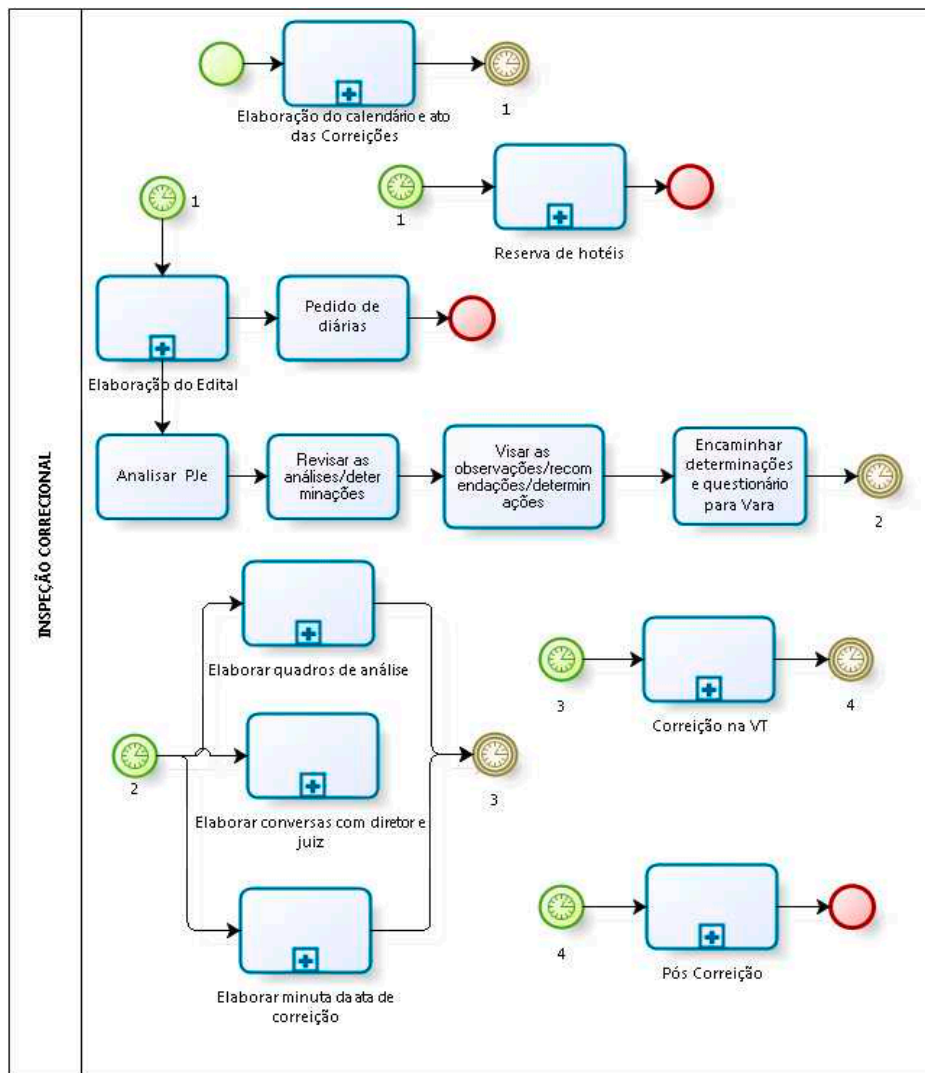 INSPEÇÃO CORRECIONAL
Elaboração do calendário e ato
das Correições
1
1
1
Reserva de hotéis
Elaboração do Edital
Pedido de
diárias
Analisar PJe
Revisar as
análises/deter
minações
Visar as
observações/recom
endações/determin
ações
Encaminhar
determinações
e questionário
para Vara
2
Elaborar quadros de análise
2
Elaborar conversas com diretor e
juiz
3
Elaborar minuta da ata de
correição
3
Correição na VT
4
4
Pós Correição